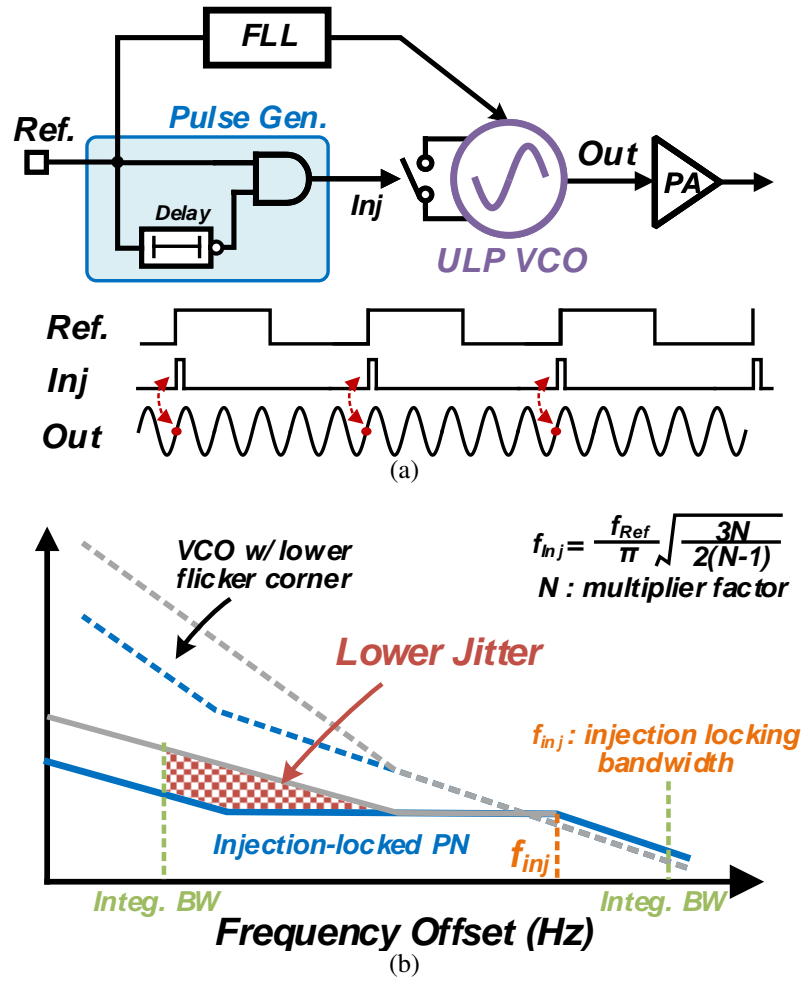 FLL
Pulse Gen.
Ref.
Delay
Inj
Out
PA
ULP VCO
Ref.
Inj
Out
(a)
VCO w/ lower
flicker corner
f_Inj = f_Ref/π √(3N/2(N-1))
N : multiplier factor
Lower Jitter
f_inj : injection locking
bandwidth
Injection-locked PN
f_inj
Integ. BW
Integ. BW
Frequency Offset (Hz)
(b)